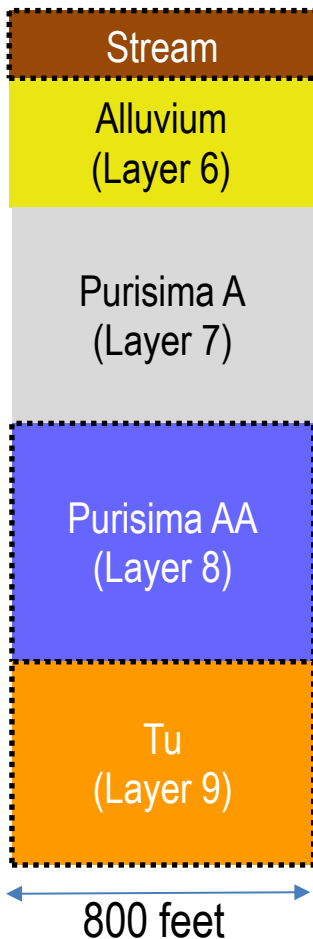 Stream
Alluvium
(Layer 6)
Purisima A
(Layer 7)
Purisima AA
(Layer 8)
Tu
(Layer 9)
800 feet